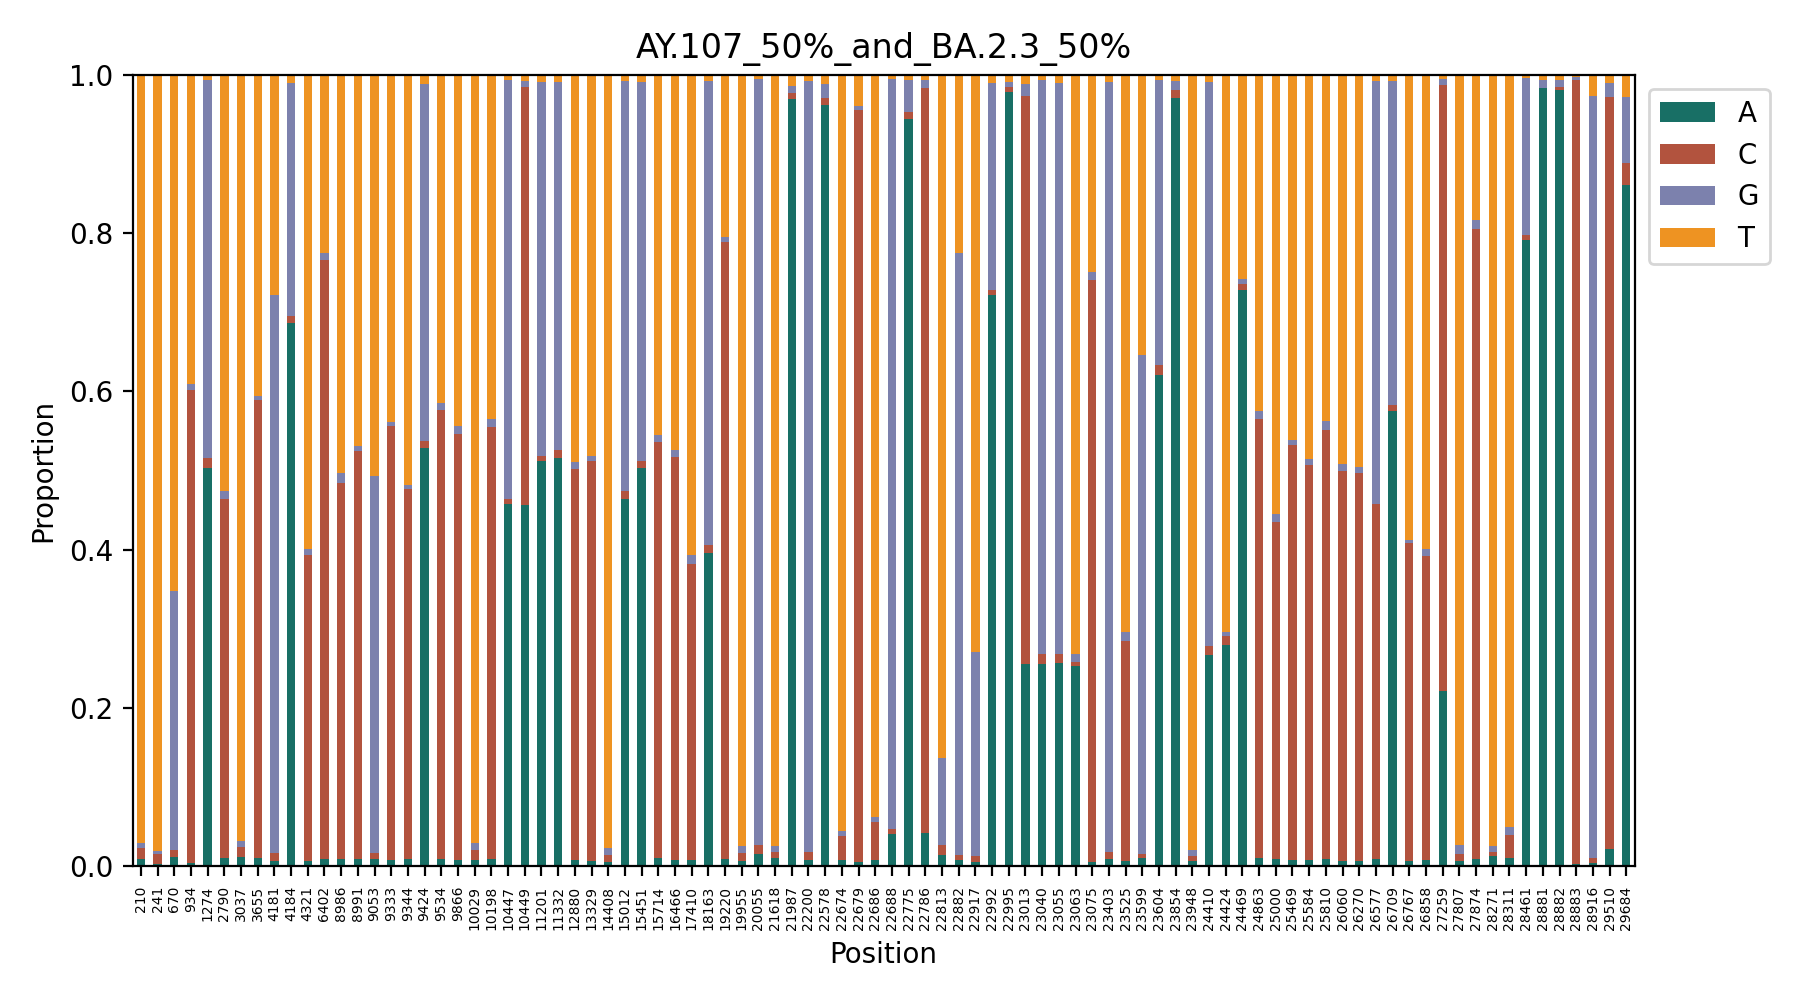 AY.107_50%_and_BA.2.3_50%
1.0
0.8
0.6
0.4
0.2
0.0
Proportion
A
C
G
T
210 241 670 934 1274 2790 3037 3655 4181 4184 4321 6402 8986 8991 9053 9333 9344 9424 9534 9866 10029 10198 10447 10449 11201 11332 12880 13329 14408 15012 15451 15714 16466 17410 18163 19220 19955 20055 21618 21987 22200 22578 22674 22679 22686 22688 22775 22786 22813 22882 22917 22992 22995 23013 23040 23055 23063 23075 23403 23525 23599 23604 23854 23948 24410 24424 24469 24863 25000 25469 25584 25810 26060 26270 26577 26709 26767 26858 27259 27807 27874 28271 28311 28461 28881 28882 28883 28916 29510 29684
Position